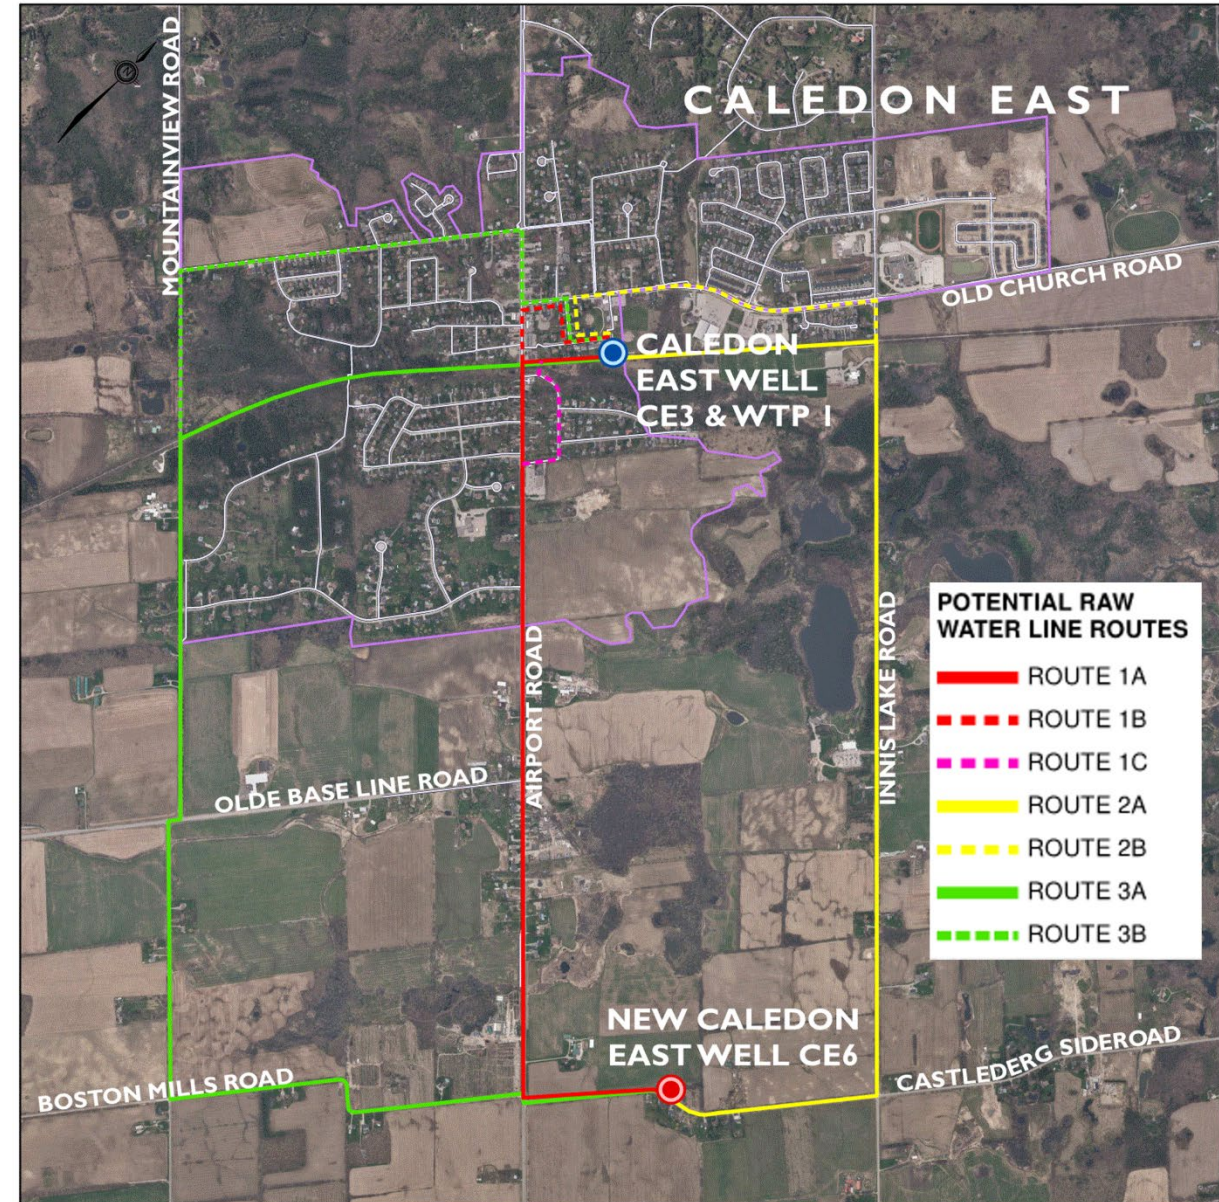 MOUNTAINVIEW ROAD
CALEDON EAST
OLD CHURCH ROAD
CALEDON
EAST WELL
CE3 & WTP 1
POTENTIAL RAW
WATER LINE ROUTES
ROUTE 1A
ROUTE 1B
ROUTE 1C
ROUTE 2A
ROUTE 2B
ROUTE 3A
ROUTE 3B
AIRPORT ROAD
INNIS LAKE ROAD
OLDE BASE LINE ROAD
NEW CALEDON
EAST WELL CE6
CASTLEDERG SIDEROAD
BOSTON MILLS ROAD